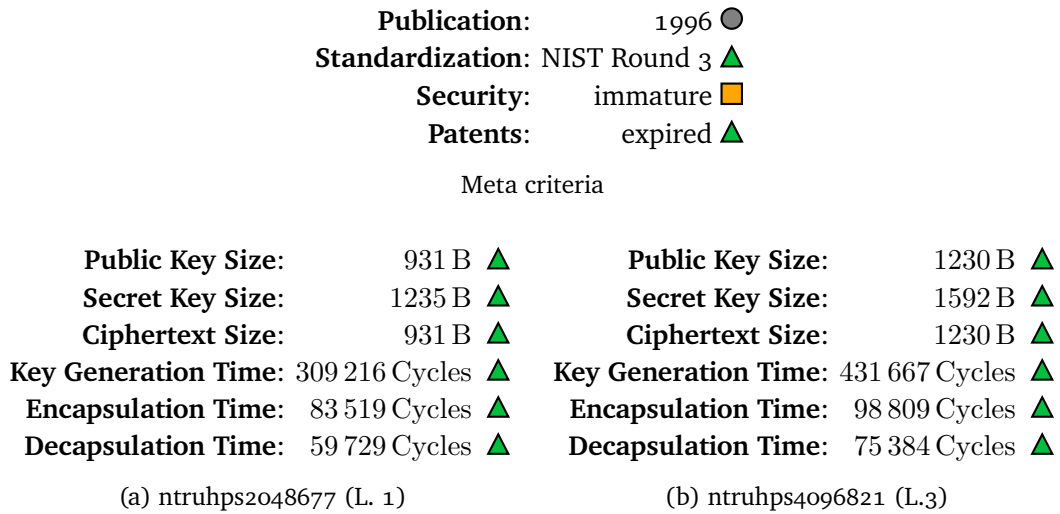 Publication: 1996
Standardization: NIST Round 3
Security: immature
Patents: expired
Meta criteria
Public Key Size: 931 B
Secret Key Size: 1235 B
Ciphertext Size: 931 B
Key Generation Time: 309 216 Cycles
Encapsulation Time: 83 519 Cycles
Decapsulation Time: 59 729 Cycles
(a) ntruhps2048677 (L. 1)
Public Key Size: 1230 B
Secret Key Size: 1592 B
Ciphertext Size: 1230 B
Key Generation Time: 431 667 Cycles
Encapsulation Time: 98 809 Cycles
Decapsulation Time: 75 384 Cycles
(b) ntruhps4096821 (L.3)